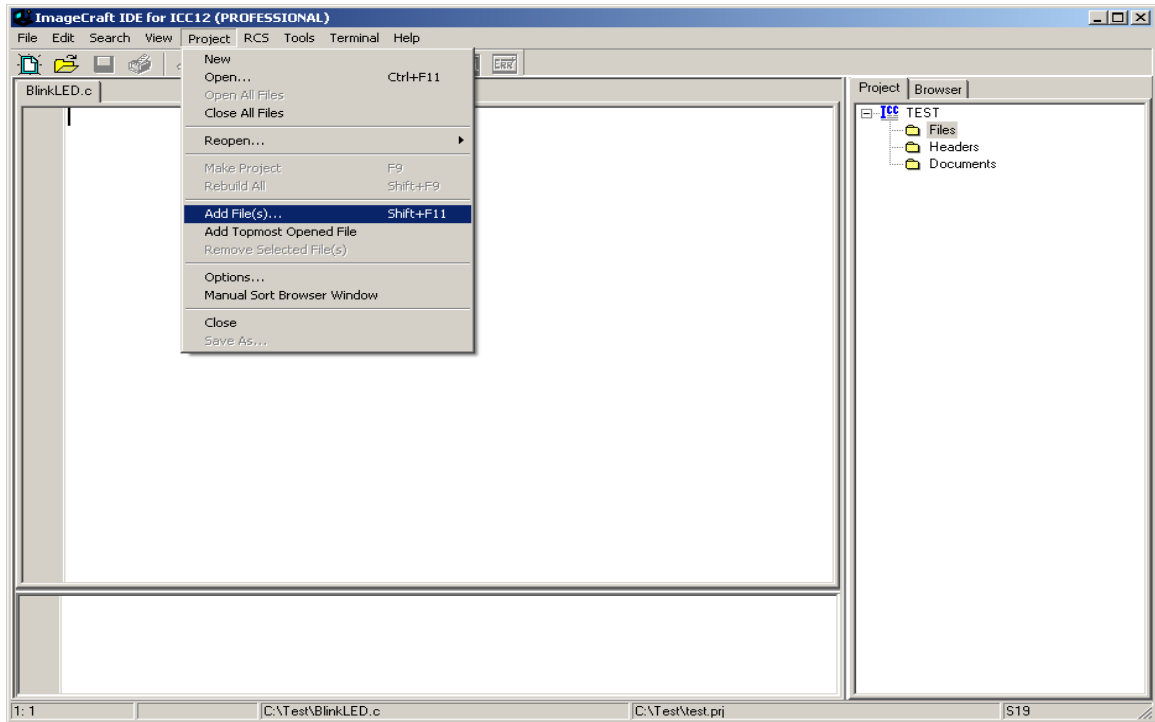 ImageCraft IDE for ICC12 (PROFESSIONAL)
File Edit Search View Project RCS Tools Terminal Help
ERR
BlinkLED.c
New
Open... Ctrl+F11
Open All Files
Close All Files
Reopen...
Make Project F9
Rebuild All Shift+F9
Add File(s)... Shift+F11
Add Topmost Opened File
Remove Selected File(s)
Options...
Manual Sort Browser Window
Close
Save As...
Project Browser
ICC TEST
Files
Headers
Documents
1: 1 C:\Test\BlinkLED.c C:\Test\test.prj S19